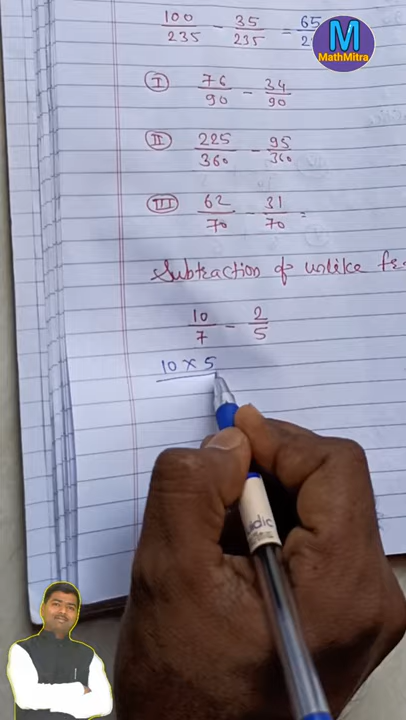 100/235 - 35/235 = 65/2
M
MathMitra
I 76/90 - 34/90
II 225/360 - 95/360
III 62/70 - 31/70 =
Subtraction of unlike fra
10/7 - 2/5
10 × 5